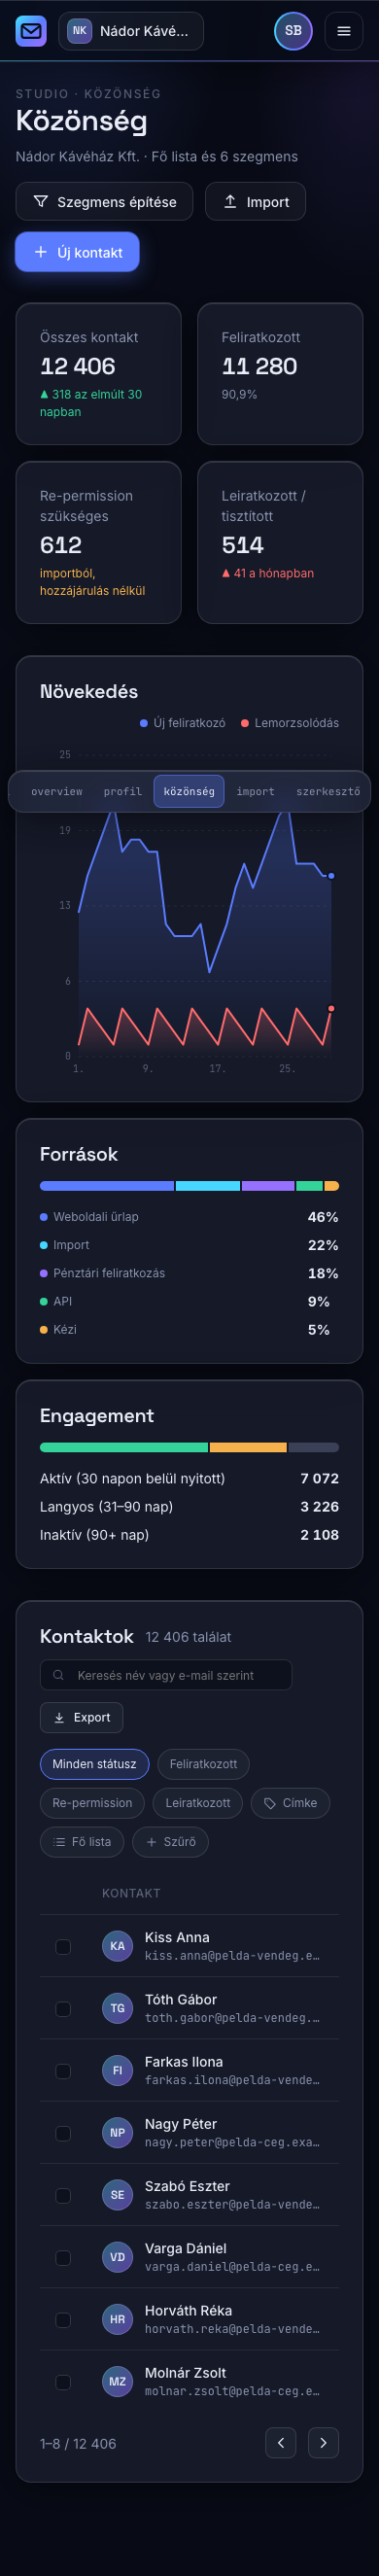 NK Nádor Kávé... SB
STUDIO · KÖZÖNSÉG
Közönség
Nádor Kávéház Kft. · Fő lista és 6 szegmens
Szegmens építése Import
Új kontakt
Összes kontakt
12 406
▲ 318 az elmúlt 30
napban
Feliratkozott
11 280
90,9%
Re-permission
szükséges
612
importból,
hozzájárulás nélkül
Leiratkozott /
tisztított
514
▲ 41 a hónapban
Növekedés
Új feliratkozó Lemorzsolódás
25
overview profil közönség import szerkesztő
19
13
6
0
1. 9. 17. 25.
Források
Weboldali űrlap 46%
Import 22%
Pénztári feliratkozás 18%
API 9%
Kézi 5%
Engagement
Aktív (30 napon belül nyitott) 7 072
Langyos (31–90 nap) 3 226
Inaktív (90+ nap) 2 108
Kontaktok 12 406 találat
Keresés név vagy e-mail szerint
Export
Minden státusz Feliratkozott
Re-permission Leiratkozott Címke
Fő lista Szűrő
KONTAKT
KA Kiss Anna
kiss.anna@pelda-vendeg.e…
TG Tóth Gábor
toth.gabor@pelda-vendeg.…
FI Farkas Ilona
farkas.ilona@pelda-vende…
NP Nagy Péter
nagy.peter@pelda-ceg.exa…
SE Szabó Eszter
szabo.eszter@pelda-vende…
VD Varga Dániel
varga.daniel@pelda-ceg.e…
HR Horváth Réka
horvath.reka@pelda-vende…
MZ Molnár Zsolt
molnar.zsolt@pelda-ceg.e…
1–8 / 12 406